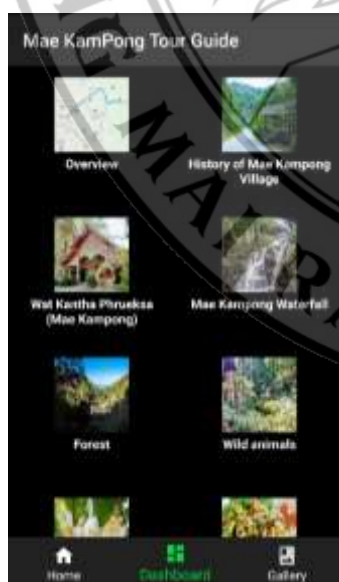 Mae KamPong Tour Guide
Overview
History of Mae Kampong
Village
Wat Kantha Phrueksa
(Mae Kampong)
Mae Kampong Waterfall
Forest
Wild animals
Home
Dashboard
Gallery